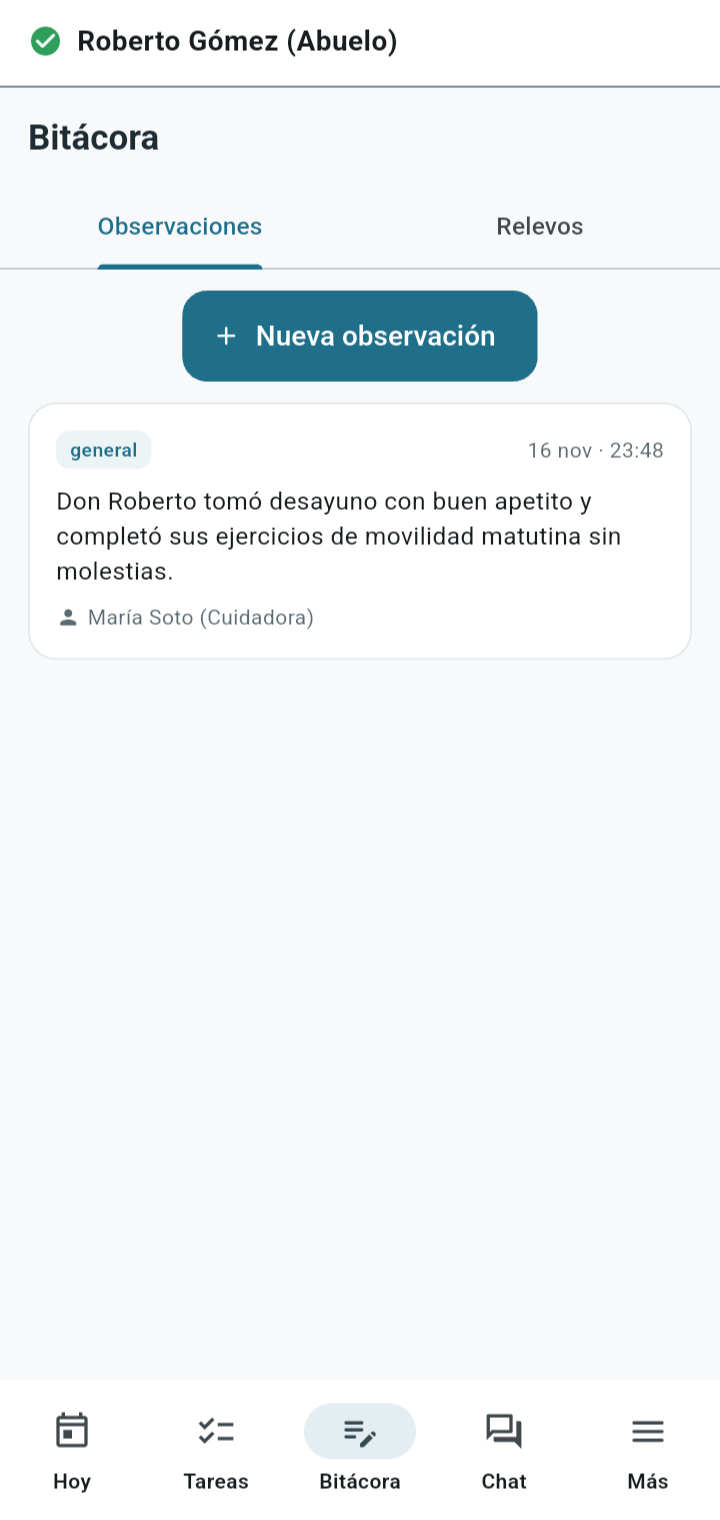 Roberto Gómez (Abuelo)
Bitácora
Observaciones
Relevos
+ Nueva observación
general
16 nov · 23:48
Don Roberto tomó desayuno con buen apetito y
completó sus ejercicios de movilidad matutina sin
molestias.
María Soto (Cuidadora)
Hoy
Tareas
Bitácora
Chat
Más